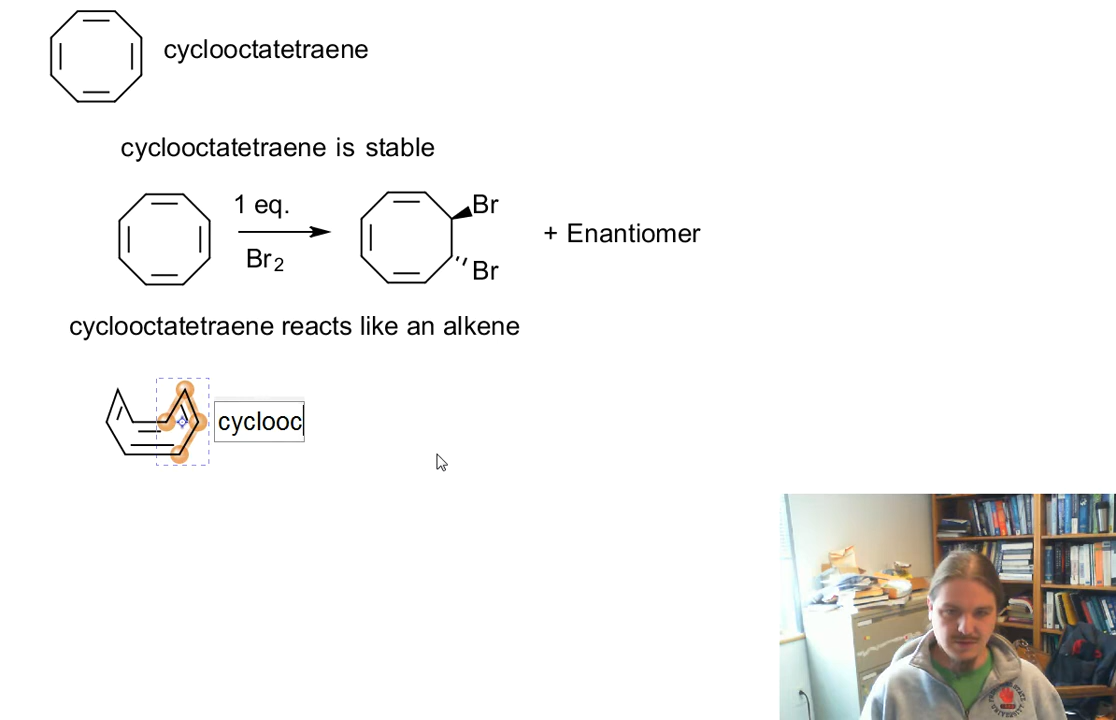 cyclooctatetraene
cyclooctatetraene is stable
1 eq.
Br2
Br
Br
+ Enantiomer
cyclooctatetraene reacts like an alkene
cyclooc